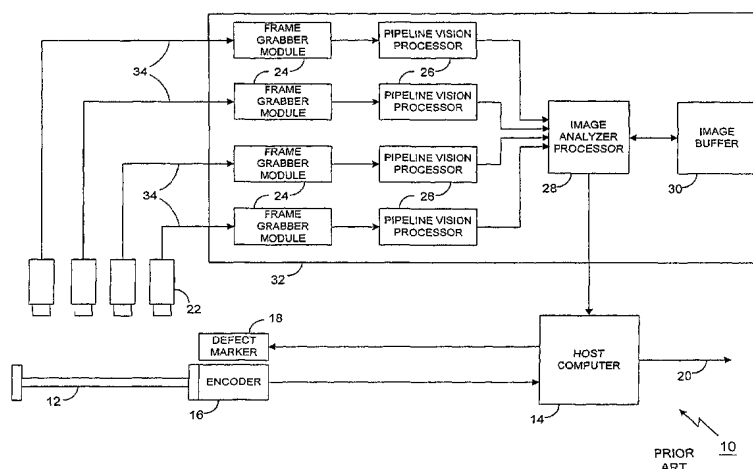 FRAME
GRABBER
MODULE
PIPELINE VISION
PROCESSOR
34
24
26
FRAME
GRABBER
MODULE
PIPELINE VISION
PROCESSOR
IMAGE
ANALYZER
PROCESSOR
IMAGE
BUFFER
28
30
FRAME
GRABBER
MODULE
PIPELINE VISION
PROCESSOR
34
24
26
FRAME
GRABBER
MODULE
PIPELINE VISION
PROCESSOR
32
22
18
DEFECT
MARKER
HOST
COMPUTER
20
ENCODER
12
16
14
10
PRIOR
ART